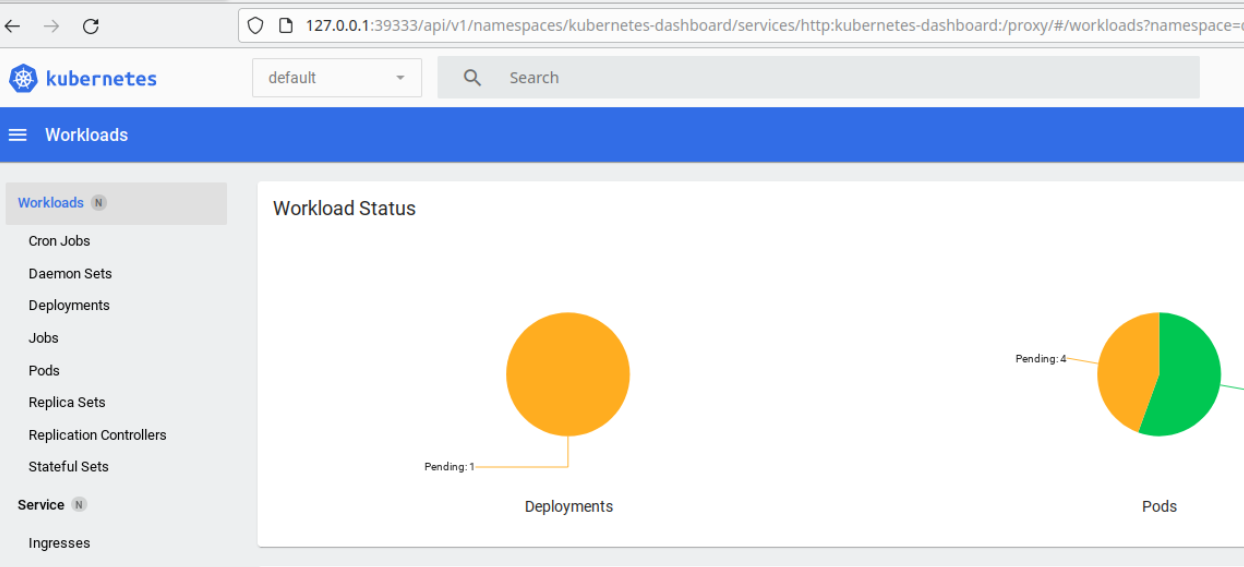 127.0.0.1:39333/api/v1/namespaces/kubernetes-dashboard/services/http:kubernetes-dashboard:/proxy/#/workloads?namespace=
kubernetes
default
Search
Workloads
Workloads N
Workload Status
Cron Jobs
Daemon Sets
Deployments
Jobs
Pods
Replica Sets
Replication Controllers
Stateful Sets
Service N
Ingresses
Pending: 1
Deployments
Pending: 4
Pods